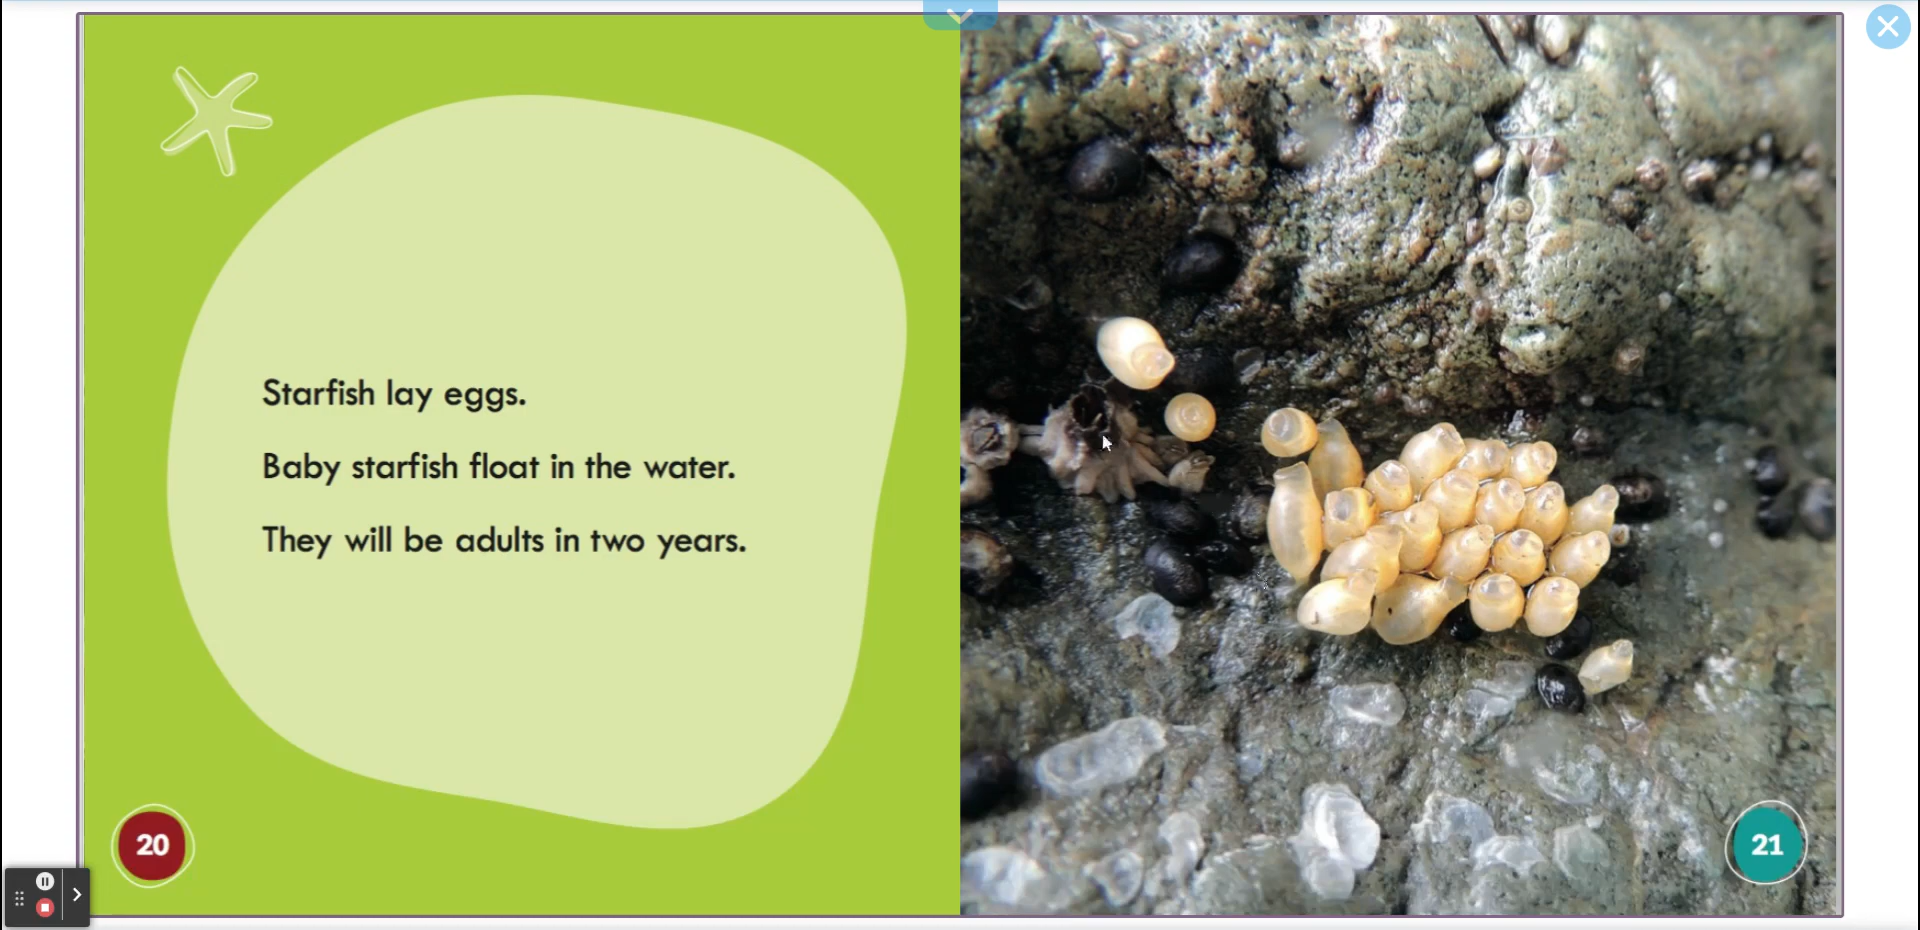 Starfish lay eggs.
Baby starfish float in the water.
They will be adults in two years.
20
21